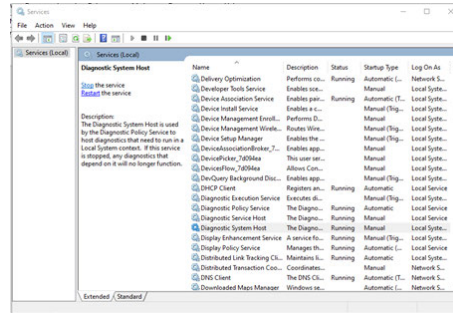 Services
File Action View Help
Services (Local)
Services (Local)
Diagnostic System Host
Stop the service
Restart the service
Description:
The Diagnostic System Host is used
by the Diagnostic Policy Service to
host diagnostics that need to run in a
Local System context. If this service
is stopped, any diagnostics that
depend on it will no longer function.
Name Description Status Startup Type Log On As
Delivery Optimization Performs co... Running Automatic (... Network S...
Developer Tools Service Enables sce... Manual Local Syste...
Device Association Service Enables pair... Running Automatic (T... Local Syste...
Device Install Service Enables a c... Manual (Trig... Local Syste...
Device Management Enroll... Performs D... Manual Local Syste...
Device Management Wirele... Routes Wire... Manual (Trig... Local Syste...
Device Setup Manager Enables the ... Manual (Trig... Local Syste...
DeviceAssociationBroker_7... Enables app... Manual Local Syste...
DevicePicker_7d094ea This user ser... Manual Local Syste...
DevicesFlow_7d094ea Allows Con... Manual Local Syste...
DevQuery Background Disc... Enables app... Manual (Trig... Local Syste...
DHCP Client Registers an... Running Automatic Local Service
Diagnostic Execution Service Executes di... Manual (Trig... Local Syste...
Diagnostic Policy Service The Diagno... Running Automatic Local Service
Diagnostic Service Host The Diagno... Running Manual Local Service
Diagnostic System Host The Diagno... Running Manual Local Syste...
Display Enhancement Service A service fo... Running Manual (Trig... Local Syste...
Display Policy Service Manages th... Running Automatic (... Local Service
Distributed Link Tracking Cli... Maintains li... Running Automatic Local Syste...
Distributed Transaction Coo... Coordinates... Manual Network S...
DNS Client The DNS Cli... Running Automatic (T... Network S...
Downloaded Maps Manager Windows se... Automatic (... Network S...
Extended Standard